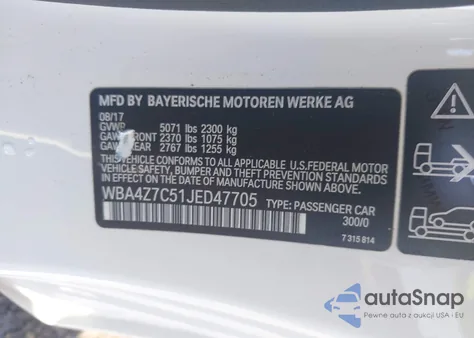 MFD BY BAYERISCHE MOTOREN WERKE AG
08/17
GVWR 5071 lbs 2300 kg
GAWR FRONT 2370 lbs 1075 kg
GAWR REAR 2767 lbs 1255 kg
THIS VEHICLE CONFORMS TO ALL APPLICABLE U.S.FEDERAL MOTOR
VEHICLE SAFETY, BUMPER AND THEFT PREVENTION STANDARDS
IN EFFECT ON THE DATE OF MANUFACTURE SHOWN ABOVE.
WBA4Z7C51JED47705 TYPE: PASSENGER CAR
300/0
7 315 814
autoSnap
Pewne auta z aukcji USA - EU